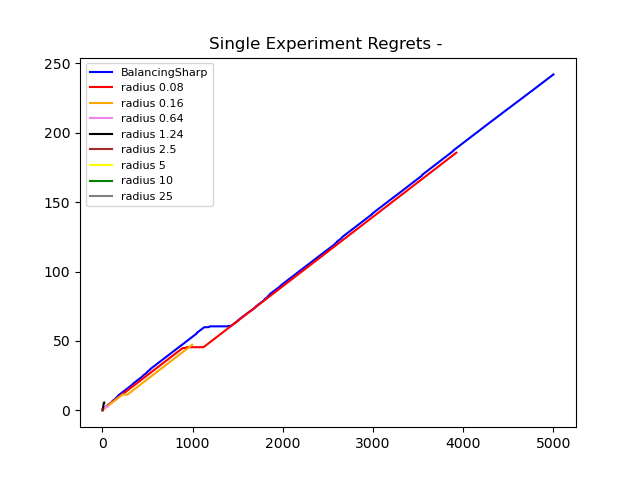 Single Experiment Regrets -
250
200
150
100
50
0
BalancingSharp
radius 0.08
radius 0.16
radius 0.64
radius 1.24
radius 2.5
radius 5
radius 10
radius 25
0 1000 2000 3000 4000 5000